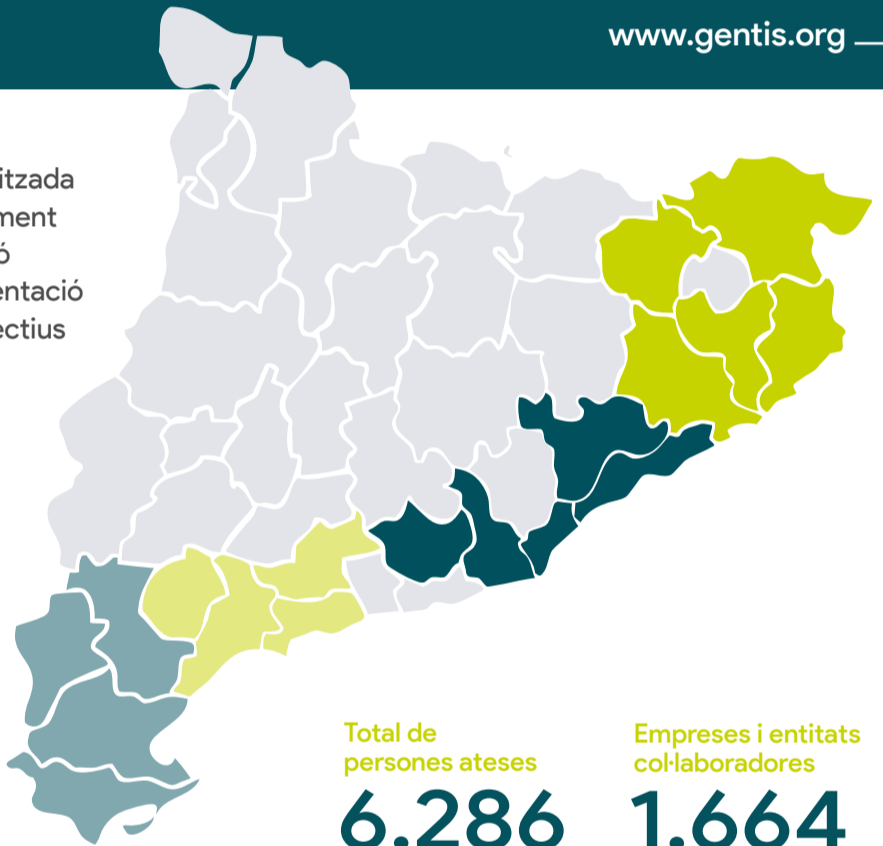 www.gentis.org
itzada
ment
ó
entació
ectius
Total de
persones ateses
6.286
Empreses i entitats
col·laboradores
1.664